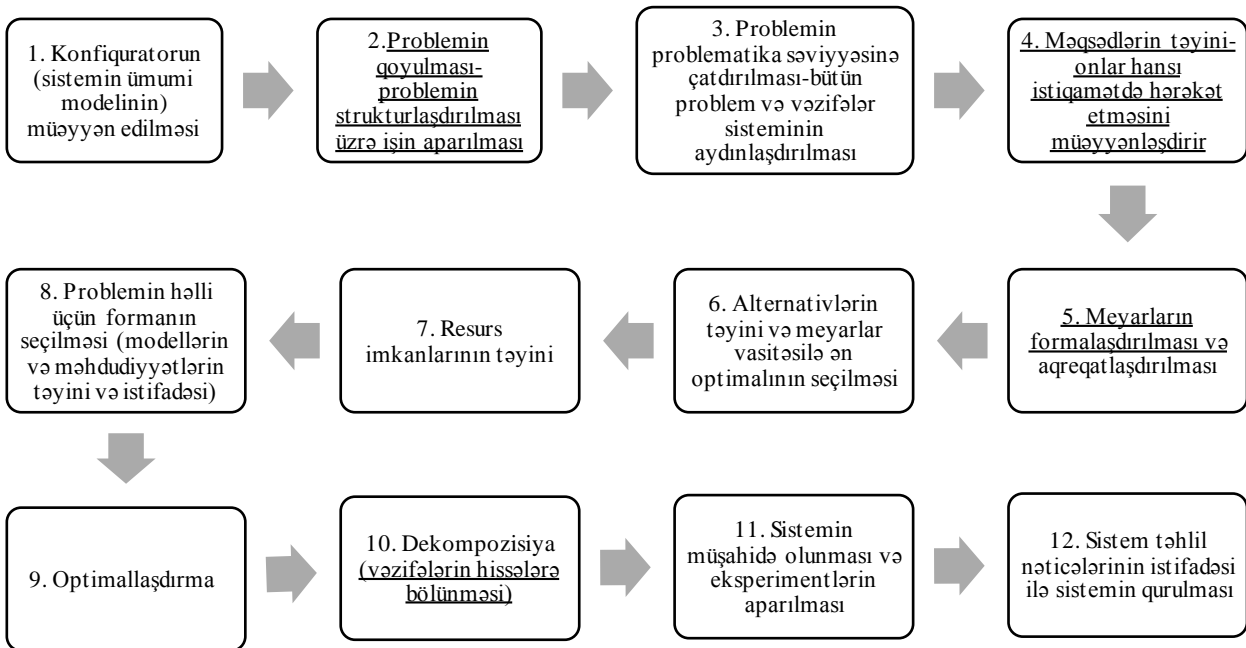 1. Konfiquratorun
(sistemin ümumi
modelinin)
müəyyən edilməsi
2.Problemin
qoyulması-
problemin
strukturlaşdırılması
üzrə işin aparılması
3. Problemin
problematika səviyyəsinə
çatdırılması-bütün
problem və vəzifələr
sisteminin
aydınlaşdırılması
4. Məqsədlərin təyini-
onlar hansı
istiqamətdə hərəkət
etməsini
müəyyənləşdirir
5. Meyarların
formalaşdırılması və
aqreqatlaşdırılması
6. Alternativlərin
təyini və meyarlar
vasitəsilə ən
optimalının seçilməsi
7. Resurs
imkanlarının təyini
8. Problemin həlli
üçün formanın
seçilməsi (modellərin
və məhdudiyyətlərin
təyini və istifadəsi)
9. Optimallaşdırma
10. Dekompozisiya
(vəzifələrin hissələrə
bölünməsi)
11. Sistemin
müşahidə olunması və
eksperimentlərin
aparılması
12. Sistem təhlil
nəticələrinin istifadəsi
ilə sistemin qurulması